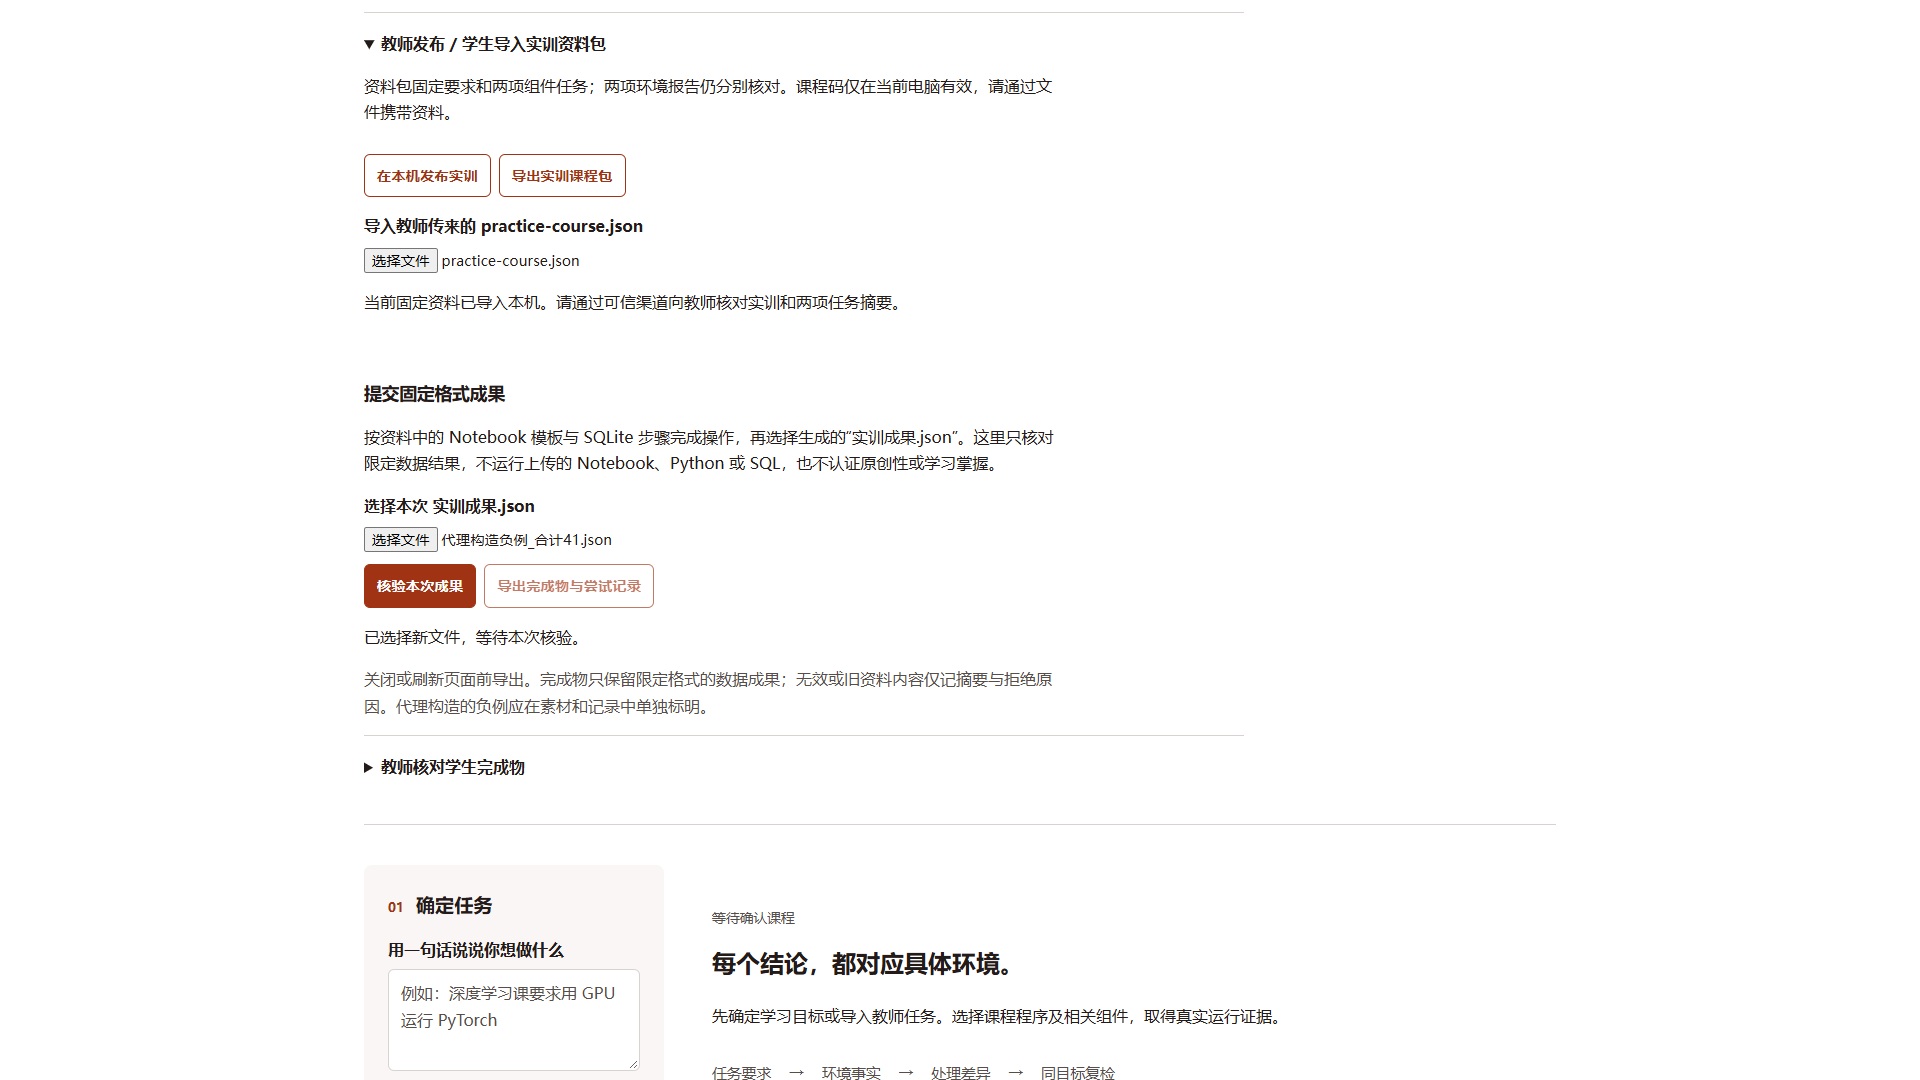 教师发布 / 学生导入实训资料包
资料包固定要求和两项组件任务；两项环境报告仍分别核对。课程码仅在当前电脑有效，请通过文
件携带资料。
在本机发布实训 导出实训课程包
导入教师传来的 practice-course.json
选择文件 practice-course.json
当前固定资料已导入本机。请通过可信渠道向教师核对实训和两项任务摘要。
提交固定格式成果
按资料中的 Notebook 模板与 SQLite 步骤完成操作，再选择生成的“实训成果.json”。这里只核对
限定数据结果，不运行上传的 Notebook、Python 或 SQL，也不认证原创性或学习掌握。
选择本次 实训成果.json
选择文件 代理构造负例_合计41.json
核验本次成果 导出完成物与尝试记录
已选择新文件，等待本次核验。
关闭或刷新页面前导出。完成物只保留限定格式的数据成果；无效或旧资料内容仅记摘要与拒绝原
因。代理构造的负例应在素材和记录中单独标明。
教师核对学生完成物
01 确定任务
用一句话说说你想做什么
例如：深度学习课要求用 GPU
运行 PyTorch
等待确认课程
每个结论，都对应具体环境。
先确定学习目标或导入教师任务。选择课程程序及相关组件，取得真实运行证据。
任务要求 → 环境事实 → 处理差异 → 同目标复检